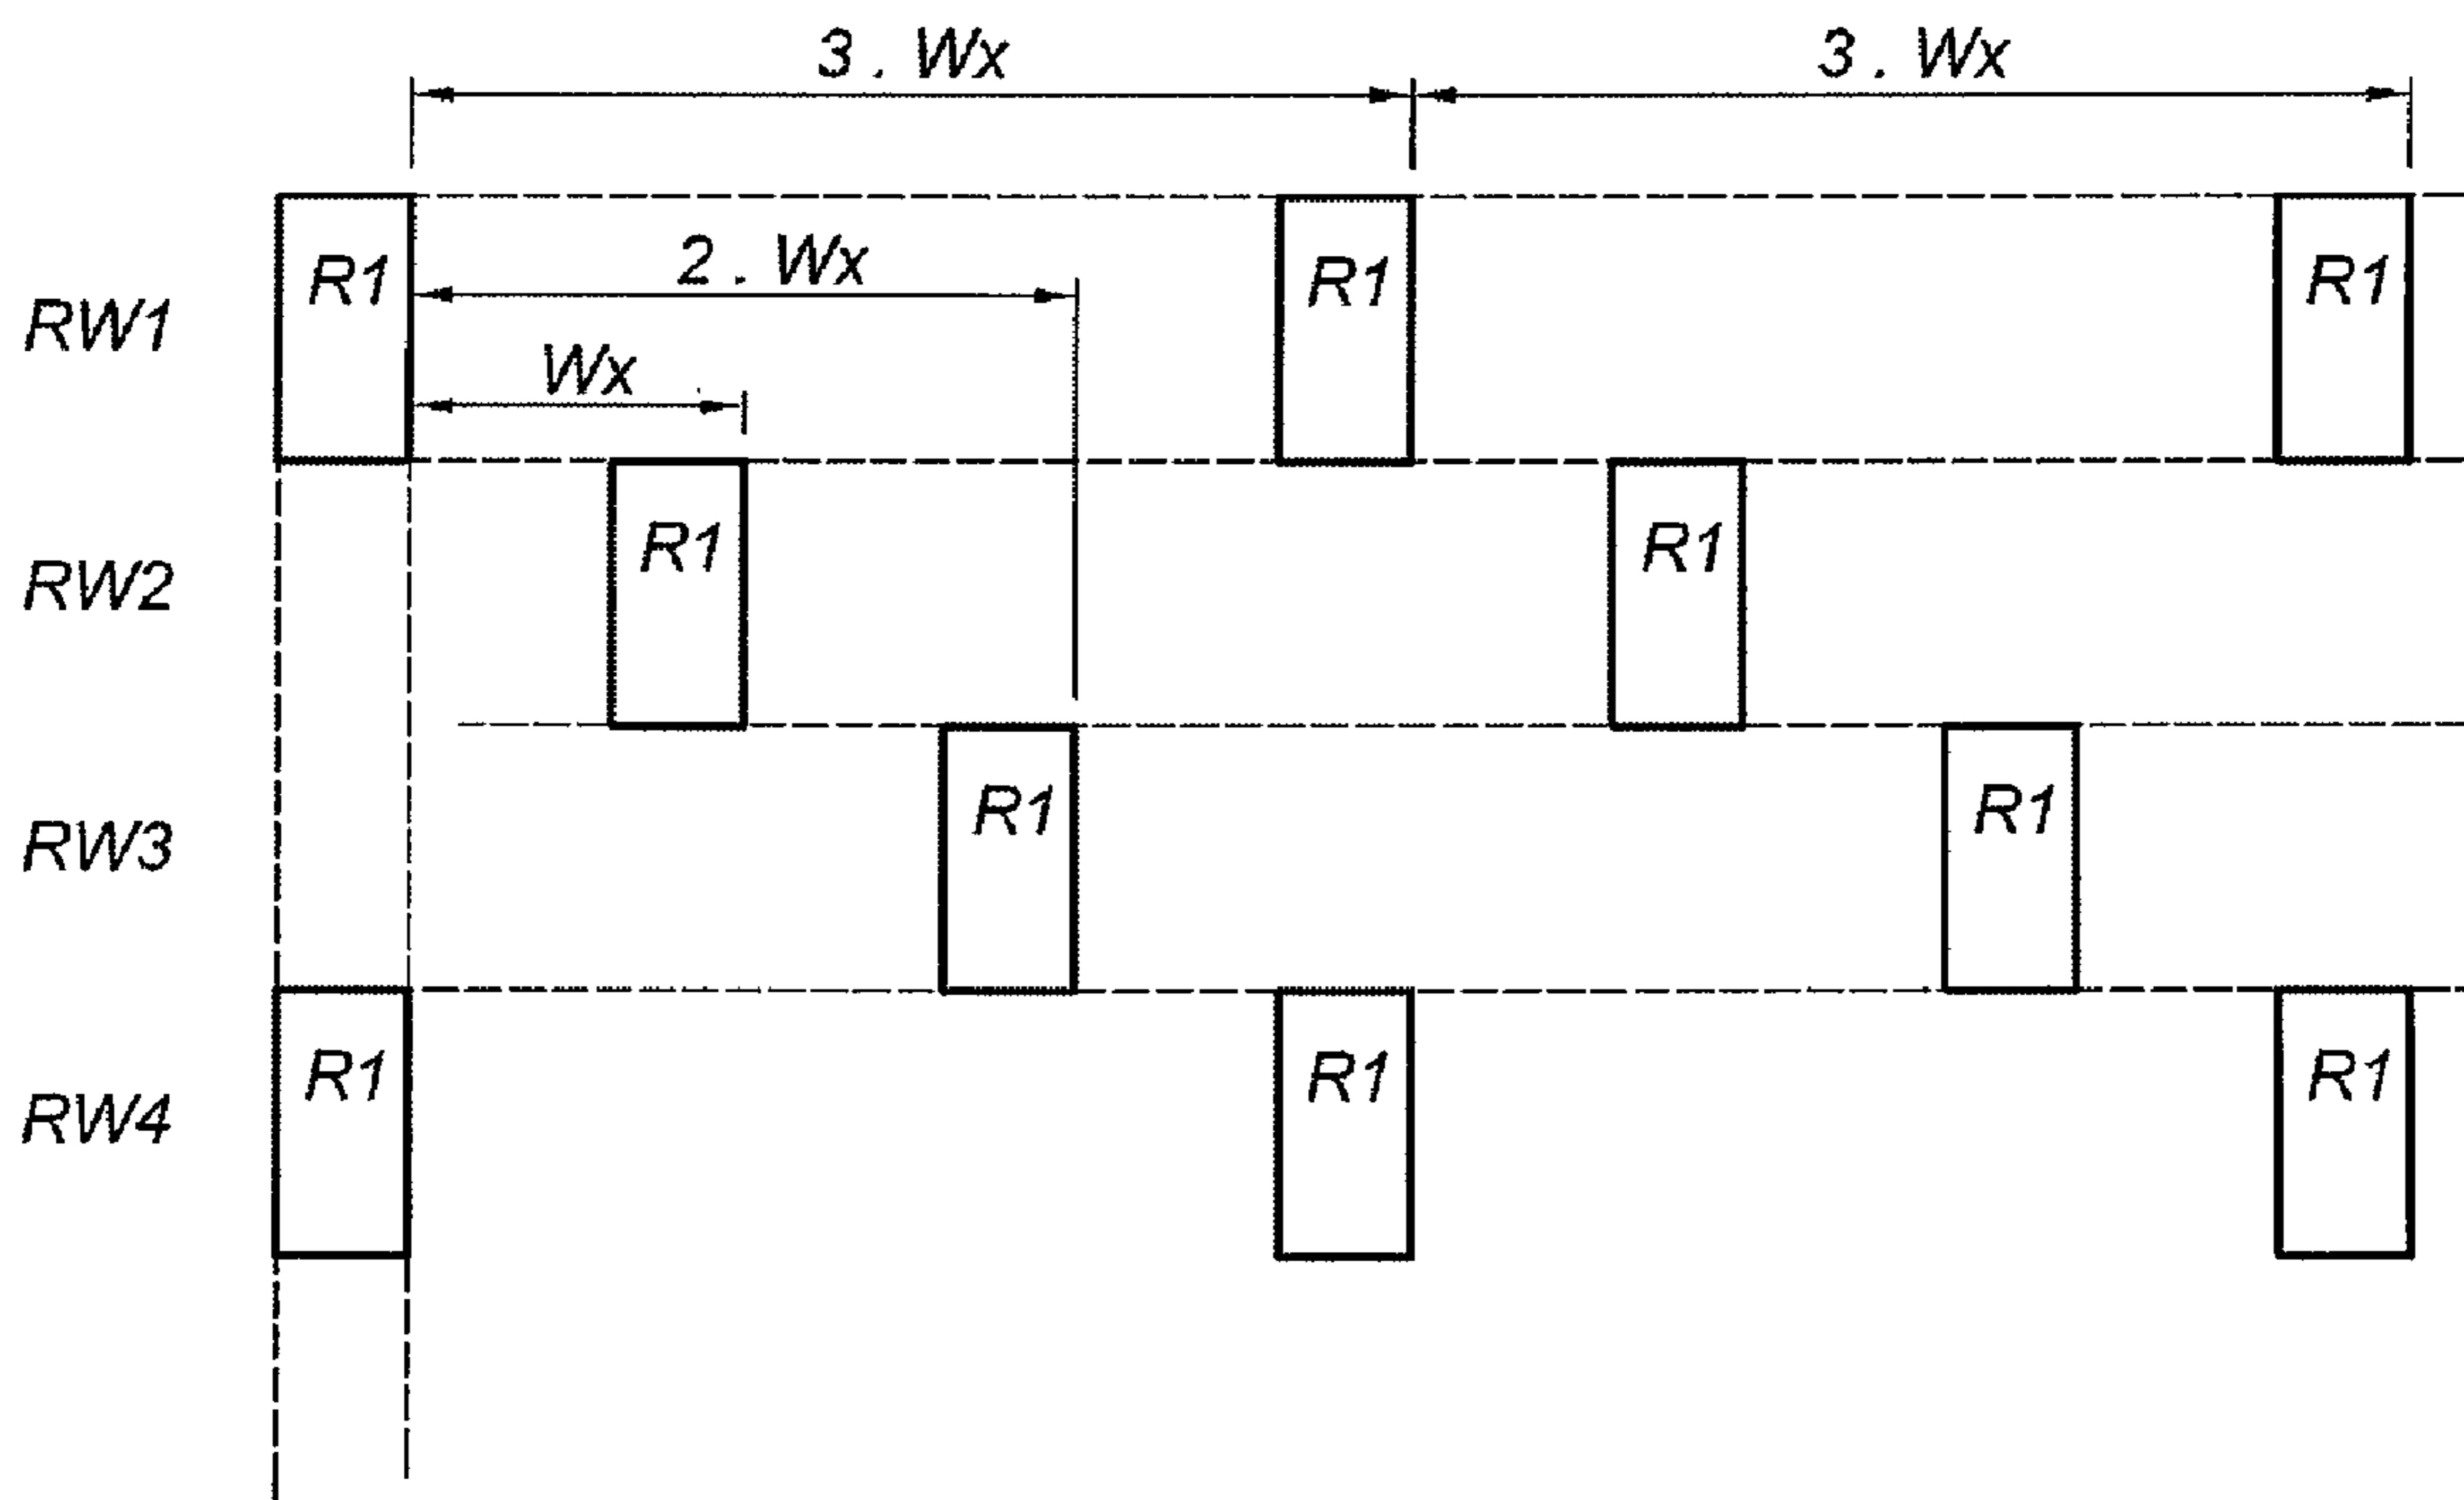 3 . Wx 3 . Wx
R1 R1 R1
2 . Wx
RW1
Wx
R1 R1
RW2
R1 R1
RW3
R1 R1 R1
RW4